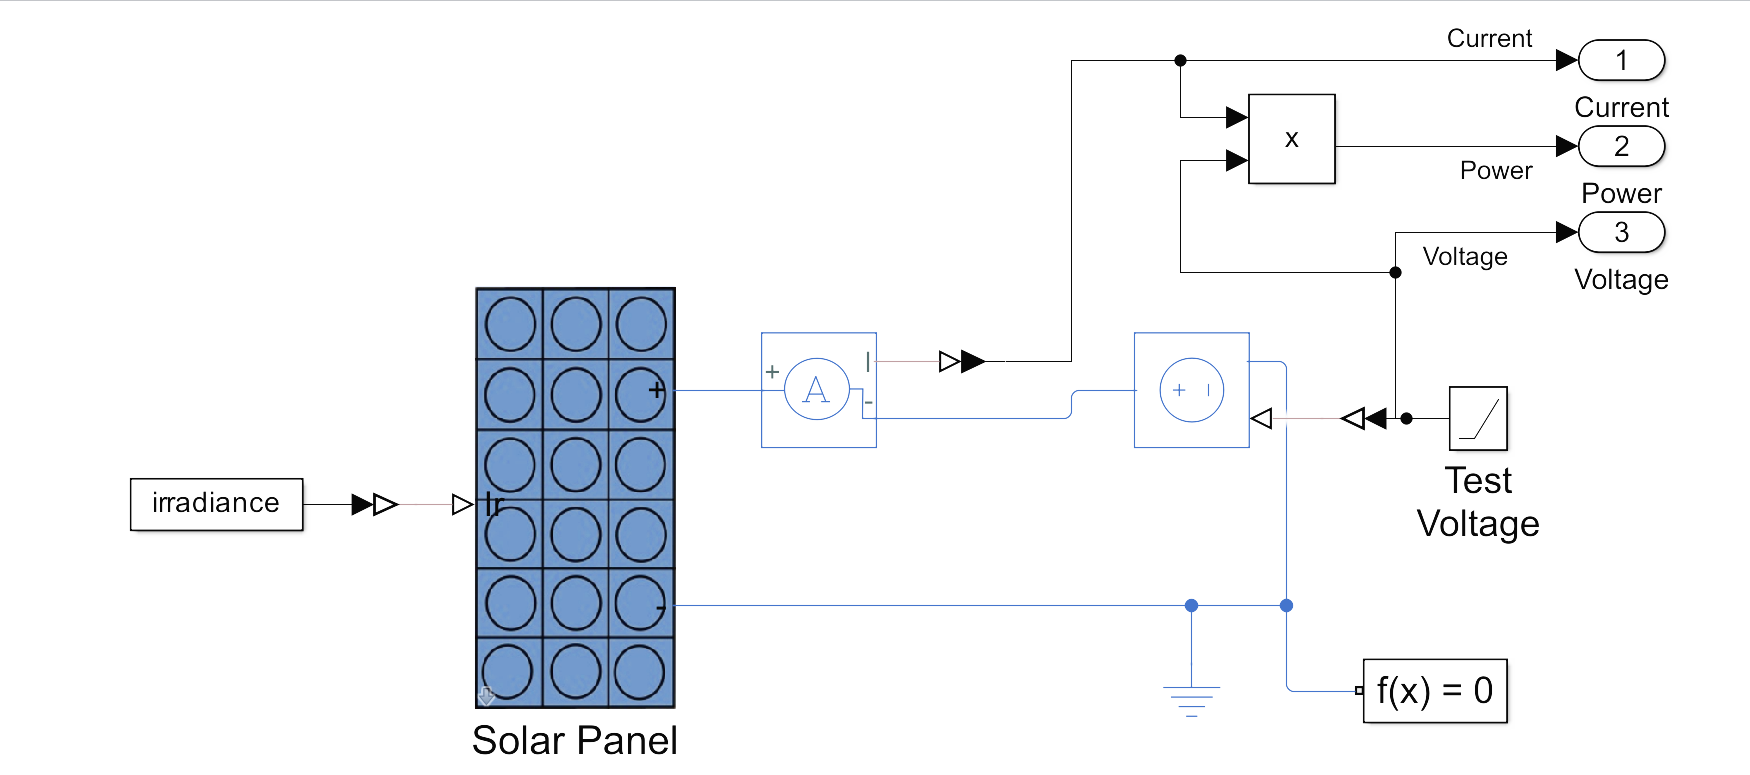 Current
1
Current
x
2
Power
Power
3
Voltage
Voltage
+
+
I
A
-
+ I
Test
Voltage
irradiance
Ir
-
f(x) = 0
Solar Panel